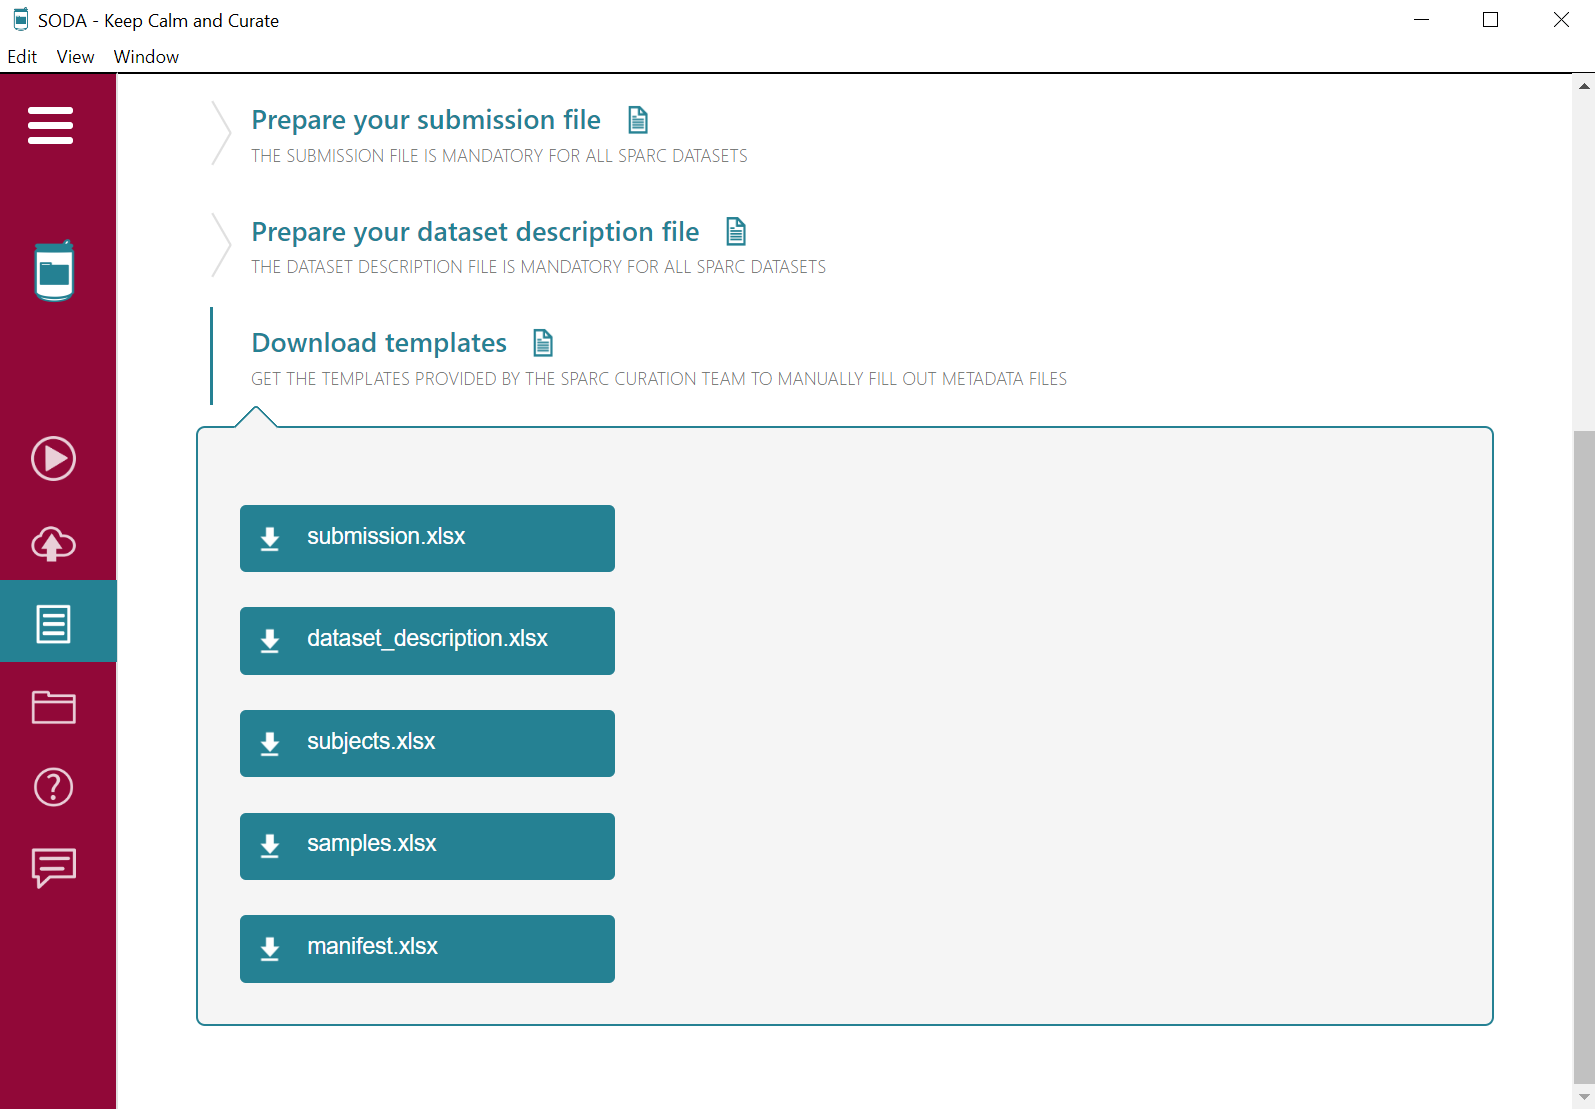 SODA - Keep Calm and Curate
Edit View Window
Prepare your submission file
THE SUBMISSION FILE IS MANDATORY FOR ALL SPARC DATASETS
Prepare your dataset description file
THE DATASET DESCRIPTION FILE IS MANDATORY FOR ALL SPARC DATASETS
Download templates
GET THE TEMPLATES PROVIDED BY THE SPARC CURATION TEAM TO MANUALLY FILL OUT METADATA FILES
submission.xlsx
dataset_description.xlsx
subjects.xlsx
samples.xlsx
manifest.xlsx